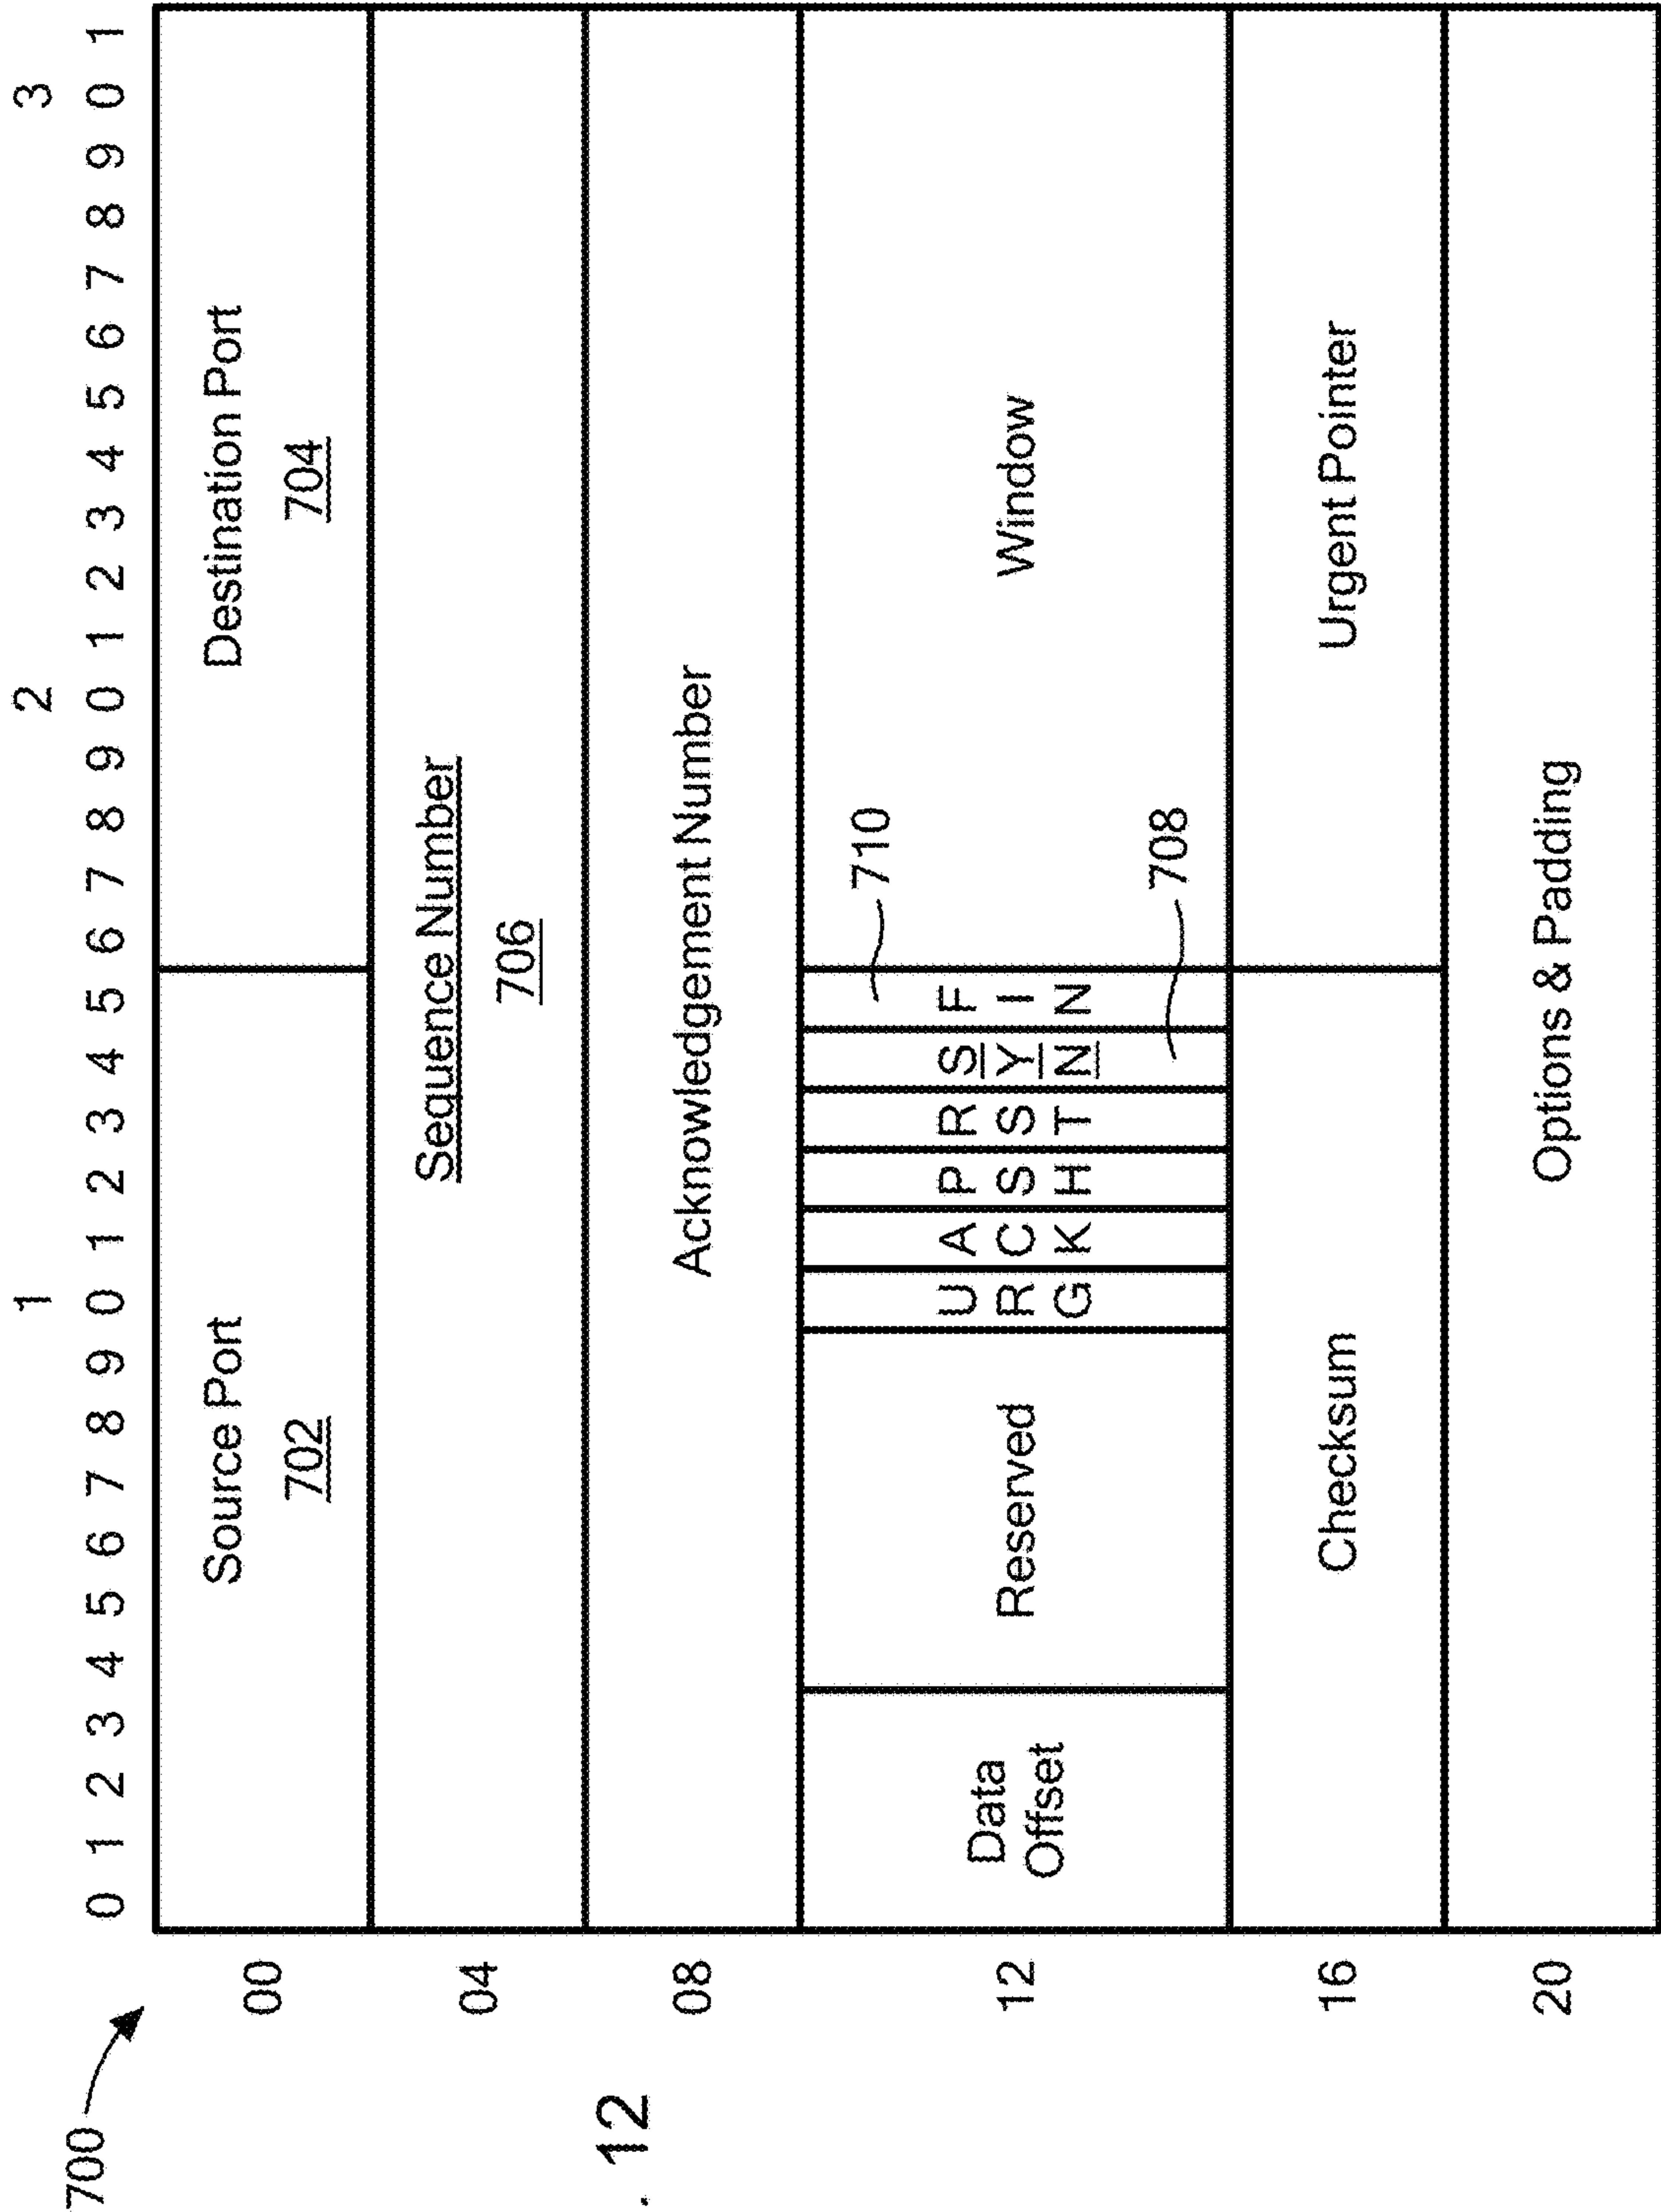 700
1 2 3
0 1 2 3 4 5 6 7 8 9 0 1 2 3 4 5 6 7 8 9 0 1 2 3 4 5 6 7 8 9 0 1
00 Source Port Destination Port
702 704
04 Sequence Number
706
08 Acknowledgement Number
710
U A P R S F
12 Data Offset Reserved R C S S Y I Window
G K H T N N
708
16 Checksum Urgent Pointer
20 Options & Padding
. 12